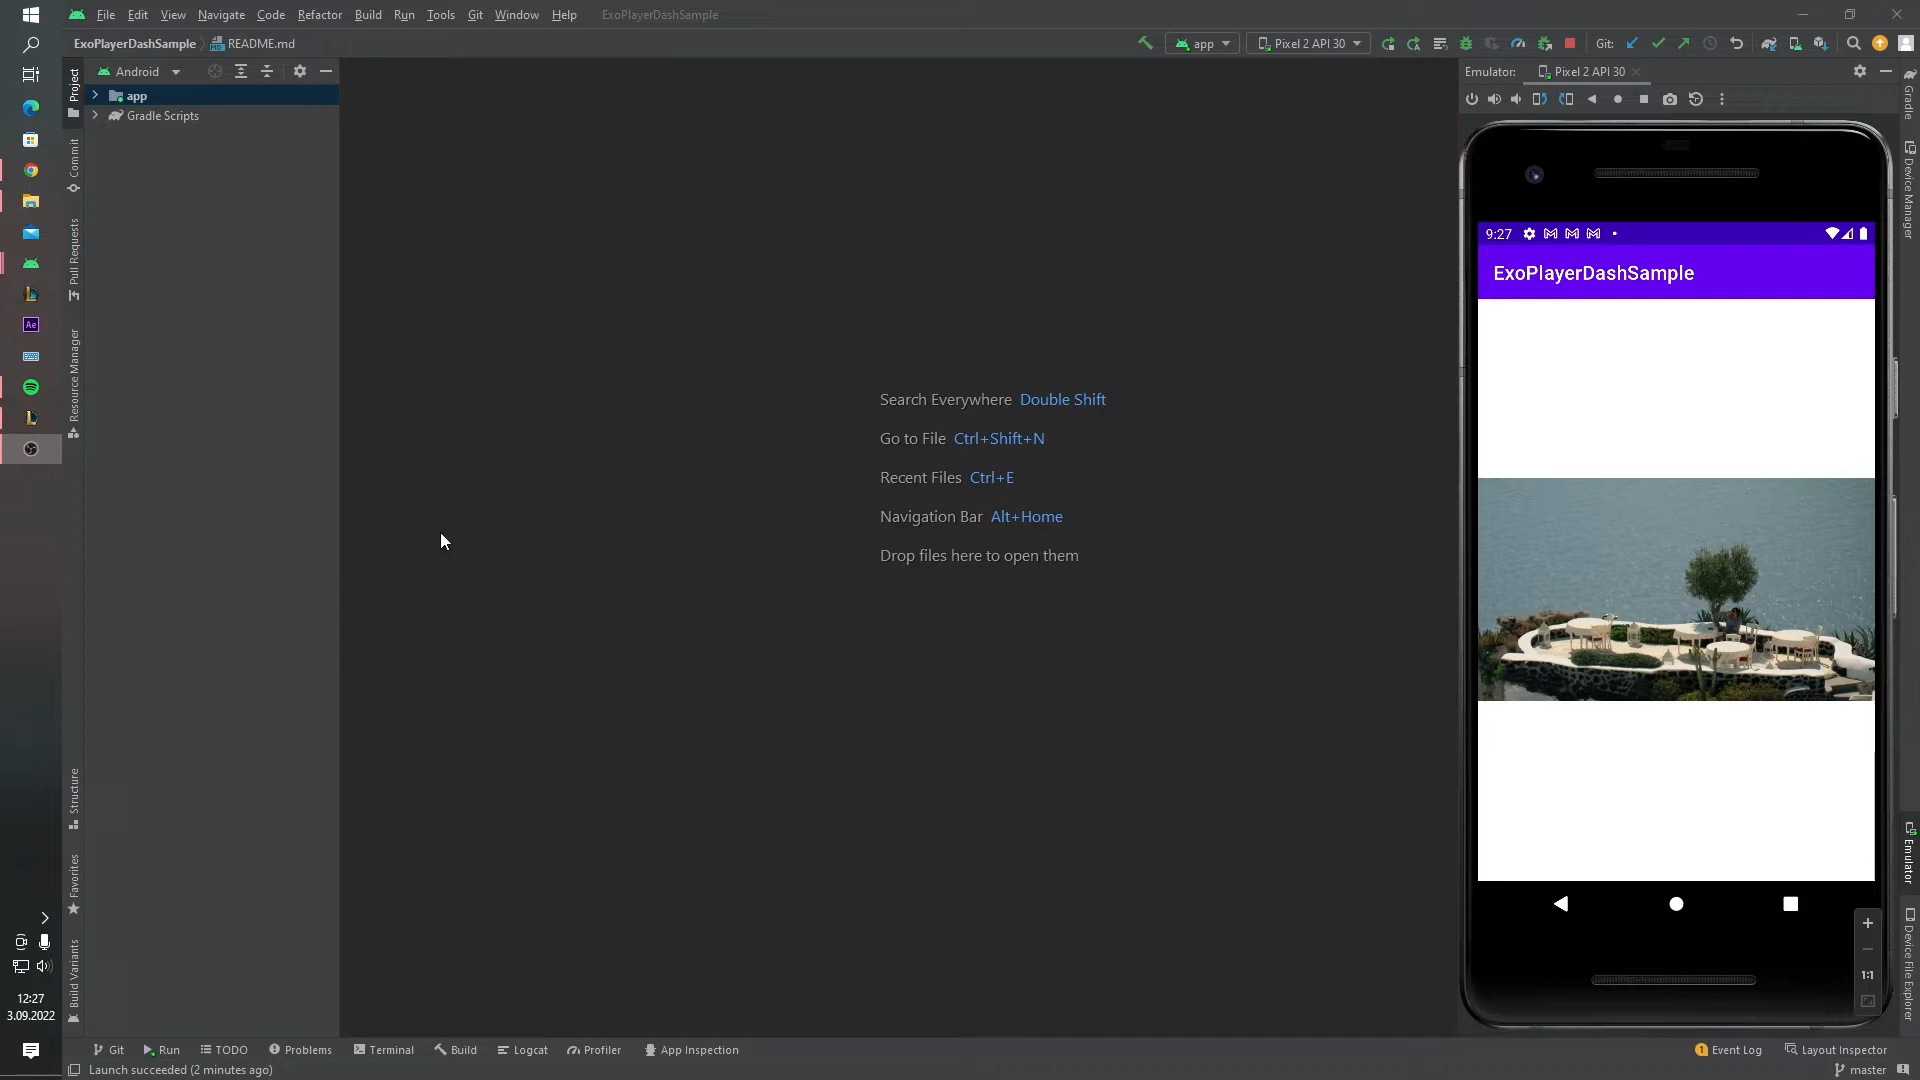 File Edit View Navigate Code Refactor Build Run Tools Git Window Help ExoPlayerDashSample
ExoPlayerDashSample README.md
app Pixel 2 API 30 Git:
Android
Emulator: Pixel 2 API 30
app
Gradle Scripts
Project
Commit
Pull Requests
Resource Manager
Structure
Favorites
Build Variants
Ae
Search Everywhere Double Shift
Go to File Ctrl+Shift+N
Recent Files Ctrl+E
Navigation Bar Alt+Home
Drop files here to open them
9:27
ExoPlayerDashSample
1:1
Gradle
Device Manager
Emulator
Device File Explorer
12:27
3.09.2022
Git Run TODO Problems Terminal Build Logcat Profiler App Inspection
1 Event Log Layout Inspector
Launch succeeded (2 minutes ago)
master